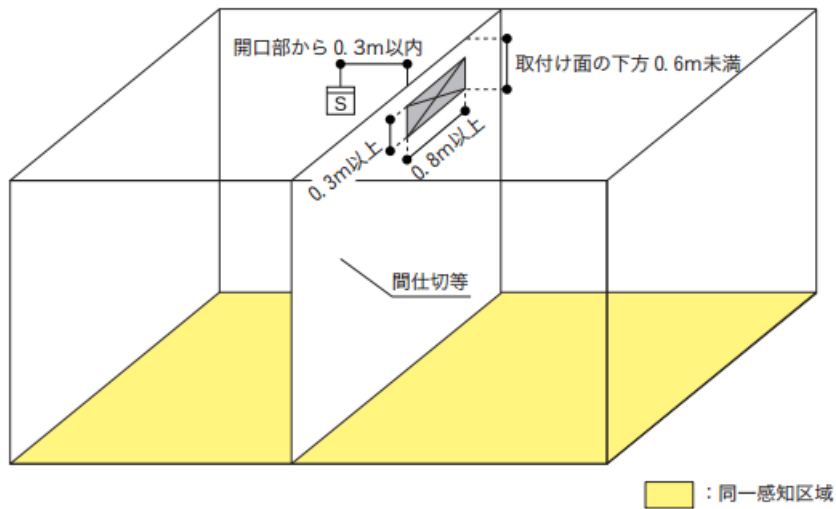 開口部から0.3m以内
取付け面の下方0.6m未満
S
0.3m以上
0.8m以上
間仕切等
：同一感知区域